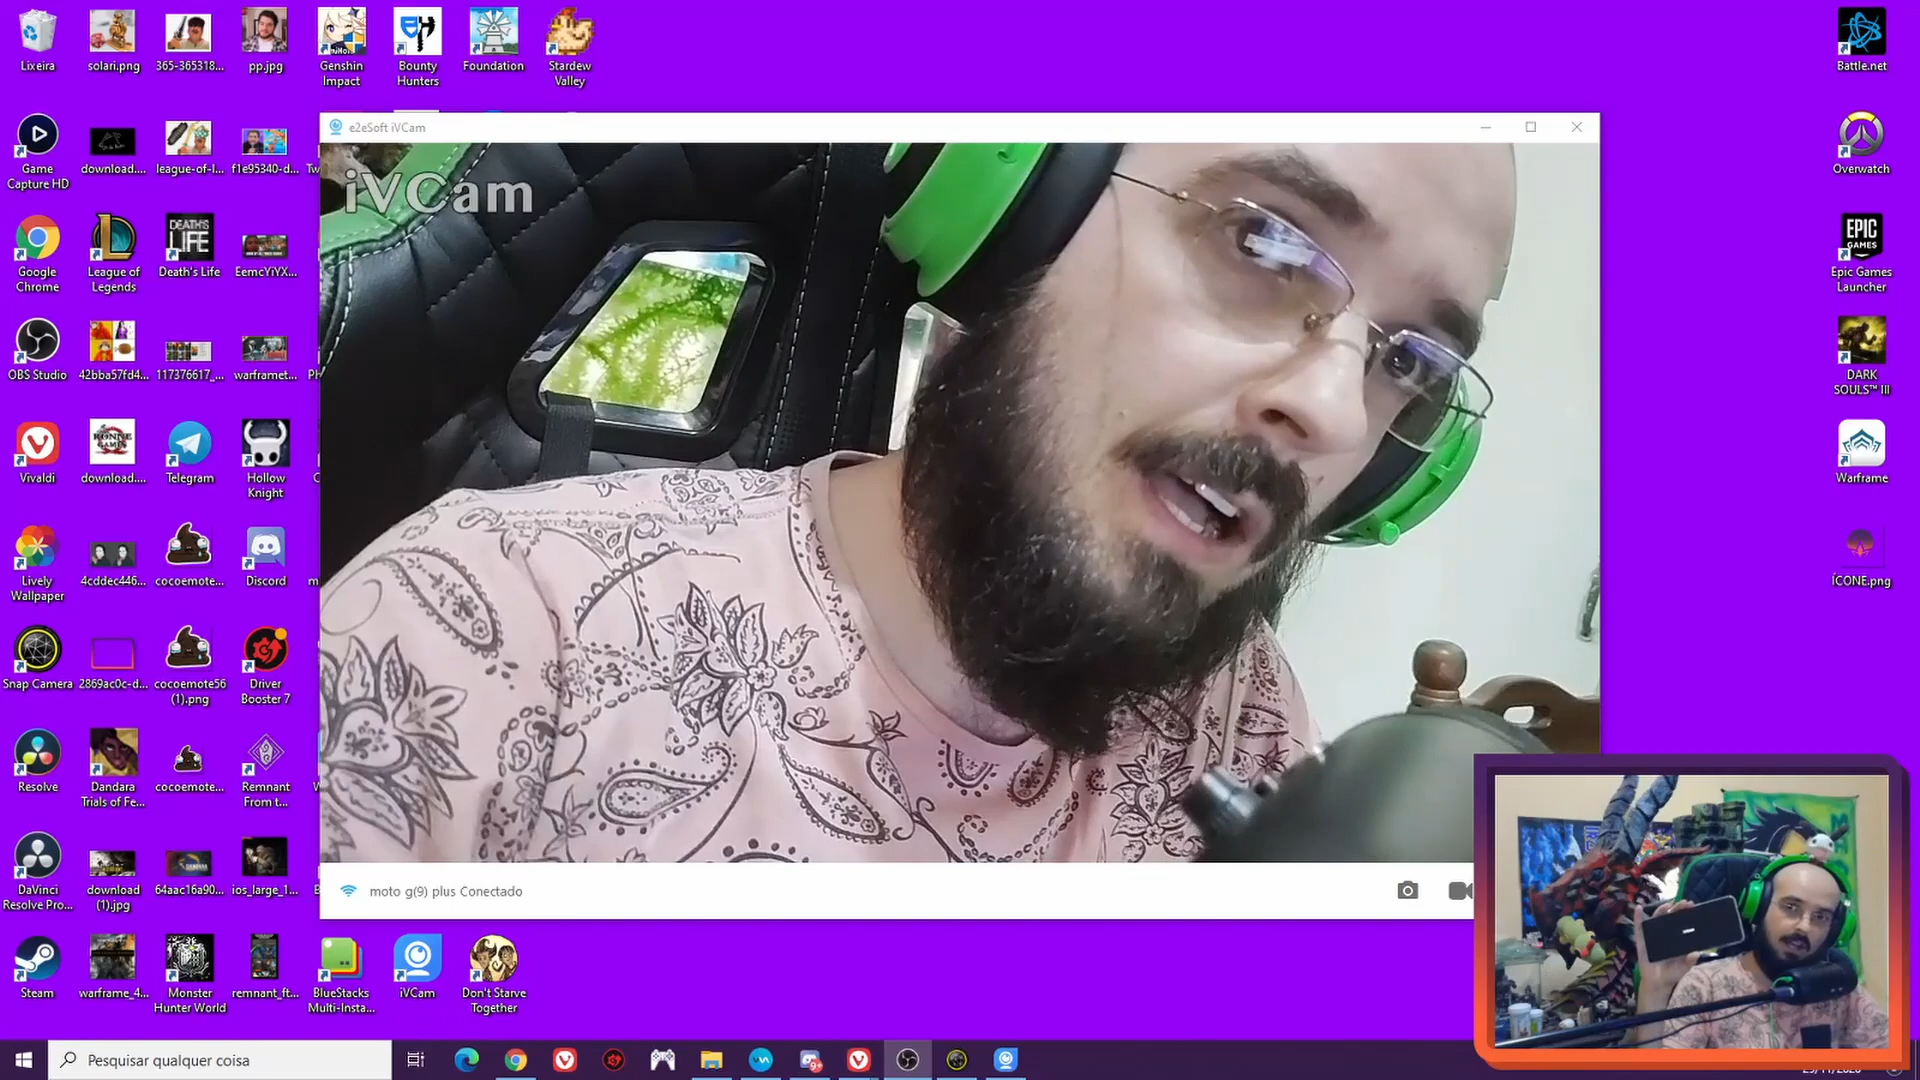 Lixeira
solari.png
365-365318...
pp.jpg
Genshin
Impact
Bounty
Hunters
Foundation
Stardew
Valley
Battle.net
Game
Capture HD
download....
league-of-l...
f1e95340-d...
Overwatch
e2eSoft iVCam
iVCam
Google
Chrome
League of
Legends
DEATH'S
LIFE
Death's Life
EemcYiYX...
EPIC
GAMES
Epic Games
Launcher
OBS Studio
42bba57fd4...
117376617_...
warframet...
DARK
SOULS™ III
Vivaldi
RONNE
download....
Telegram
Hollow
Knight
Warframe
Lively
Wallpaper
4cddec446...
cocoemote...
Discord
ÍCONE.png
Snap Camera
2869ac0c-d...
cocoemote56
(1).png
Driver
Booster 7
Resolve
Dandara
Trials of Fe...
cocoemote...
Remnant
From t...
DaVinci
Resolve Pro...
download
(1).jpg
64aac16a90...
ios_large_1...
moto g(9) plus Conectado
Steam
warframe_4...
Monster
Hunter World
remnant_ft...
BlueStacks
Multi-Insta...
iVCam
Don't Starve
Together
Pesquisar qualquer coisa